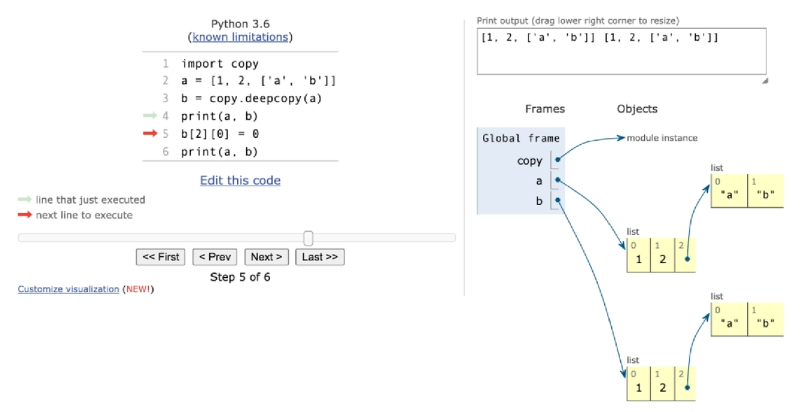 Python 3.6
(known limitations)
1 import copy
2 a = [1, 2, ['a', 'b']]
3 b = copy.deepcopy(a)
4 print(a, b)
5 b[2][0] = 0
6 print(a, b)
Edit this code
line that just executed
next line to execute
<< First < Prev Next > Last >>
Step 5 of 6
Customize visualization (NEW!)
Print output (drag lower right corner to resize)
[1, 2, ['a', 'b']] [1, 2, ['a', 'b']]
Frames Objects
Global frame
copy
a
b
module instance
list
0 1
"a" "b"
list
0 1 2
1 2
list
0 1
"a" "b"
list
0 1 2
1 2